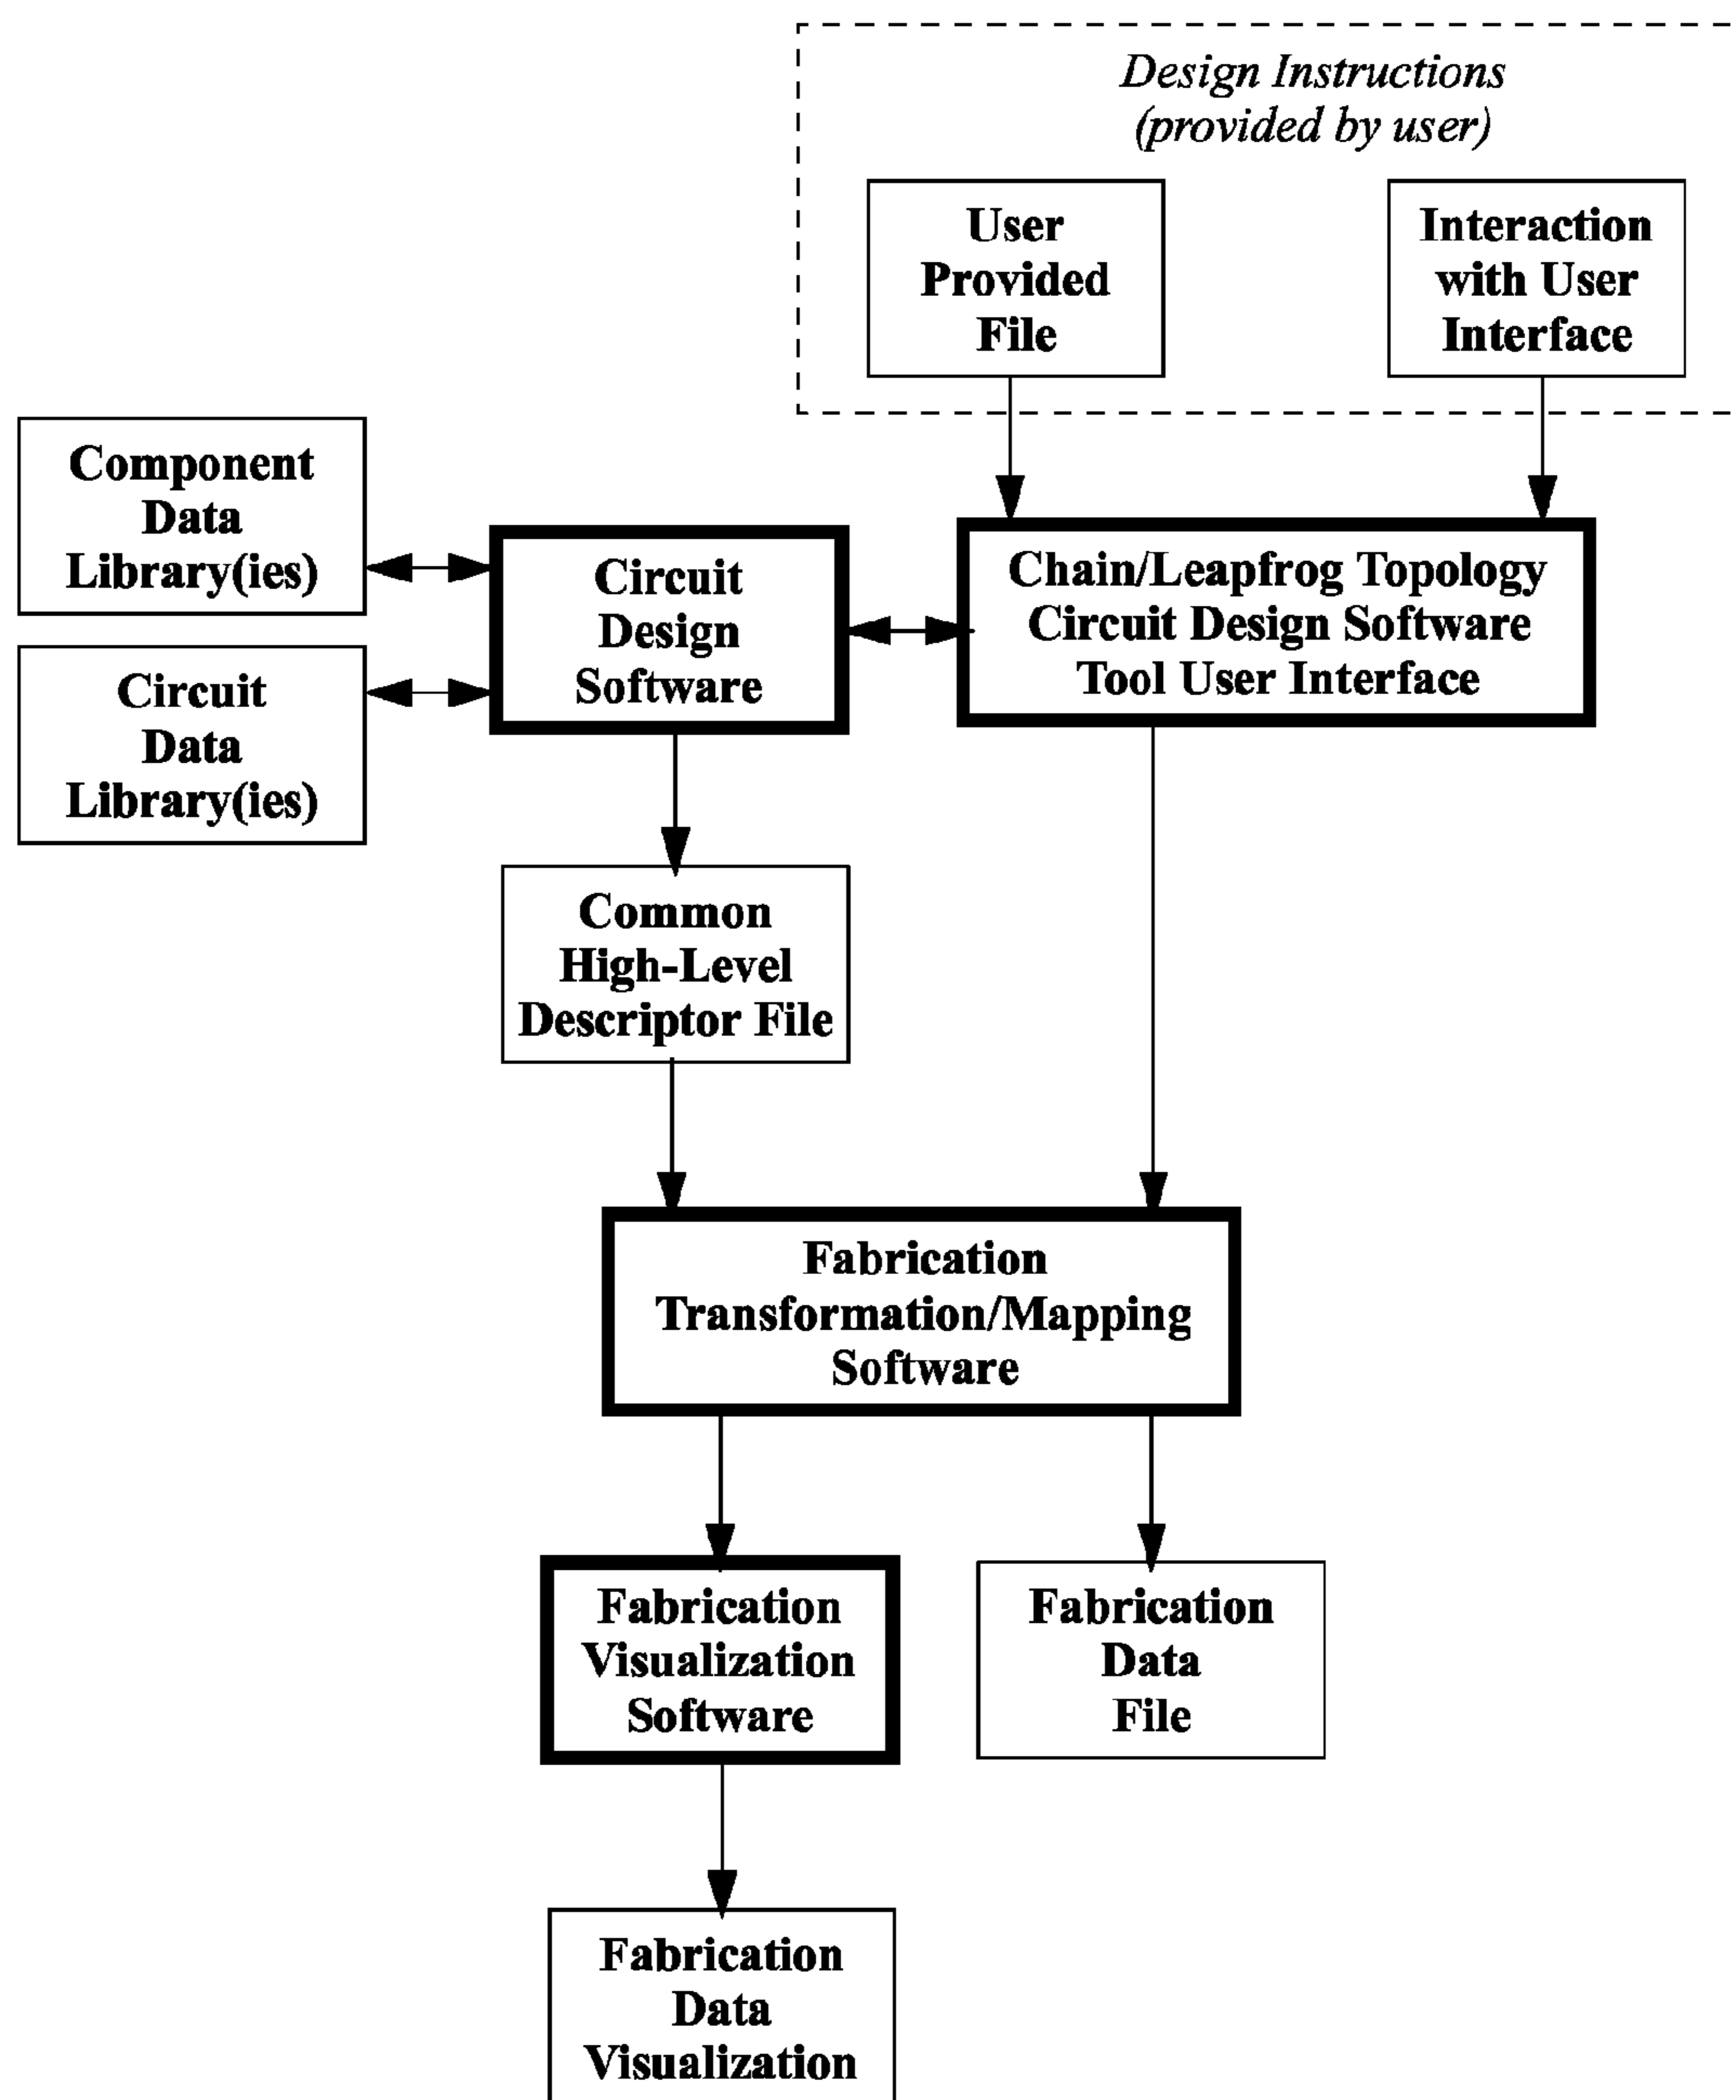 Design Instructions
(provided by user)
User
Provided
File
Interaction
with User
Interface
Component
Data
Library(ies)
Circuit
Data
Library(ies)
Circuit
Design
Software
Chain/Leapfrog Topology
Circuit Design Software
Tool User Interface
Common
High-Level
Descriptor File
Fabrication
Transformation/Mapping
Software
Fabrication
Visualization
Software
Fabrication
Data
File
Fabrication
Data
Visualization